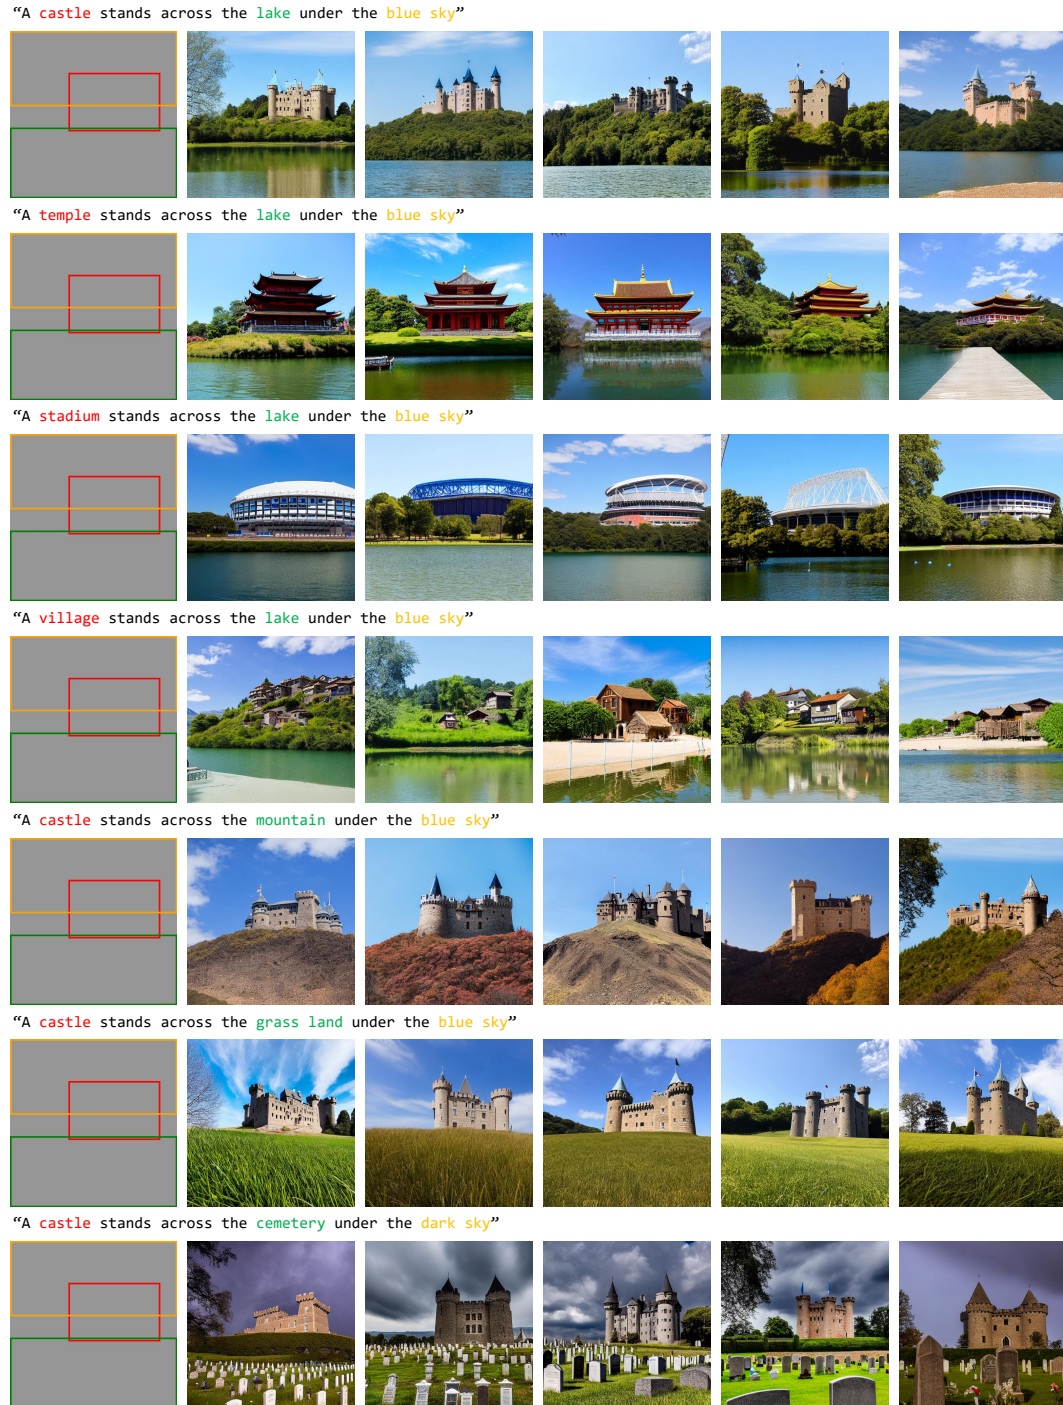 “A castle stands across the lake under the blue sky”
“A temple stands across the lake under the blue sky”
“A stadium stands across the lake under the blue sky”
“A village stands across the lake under the blue sky”
“A castle stands across the mountain under the blue sky”
“A castle stands across the grass land under the blue sky”
“A castle stands across the cemetery under the dark sky”